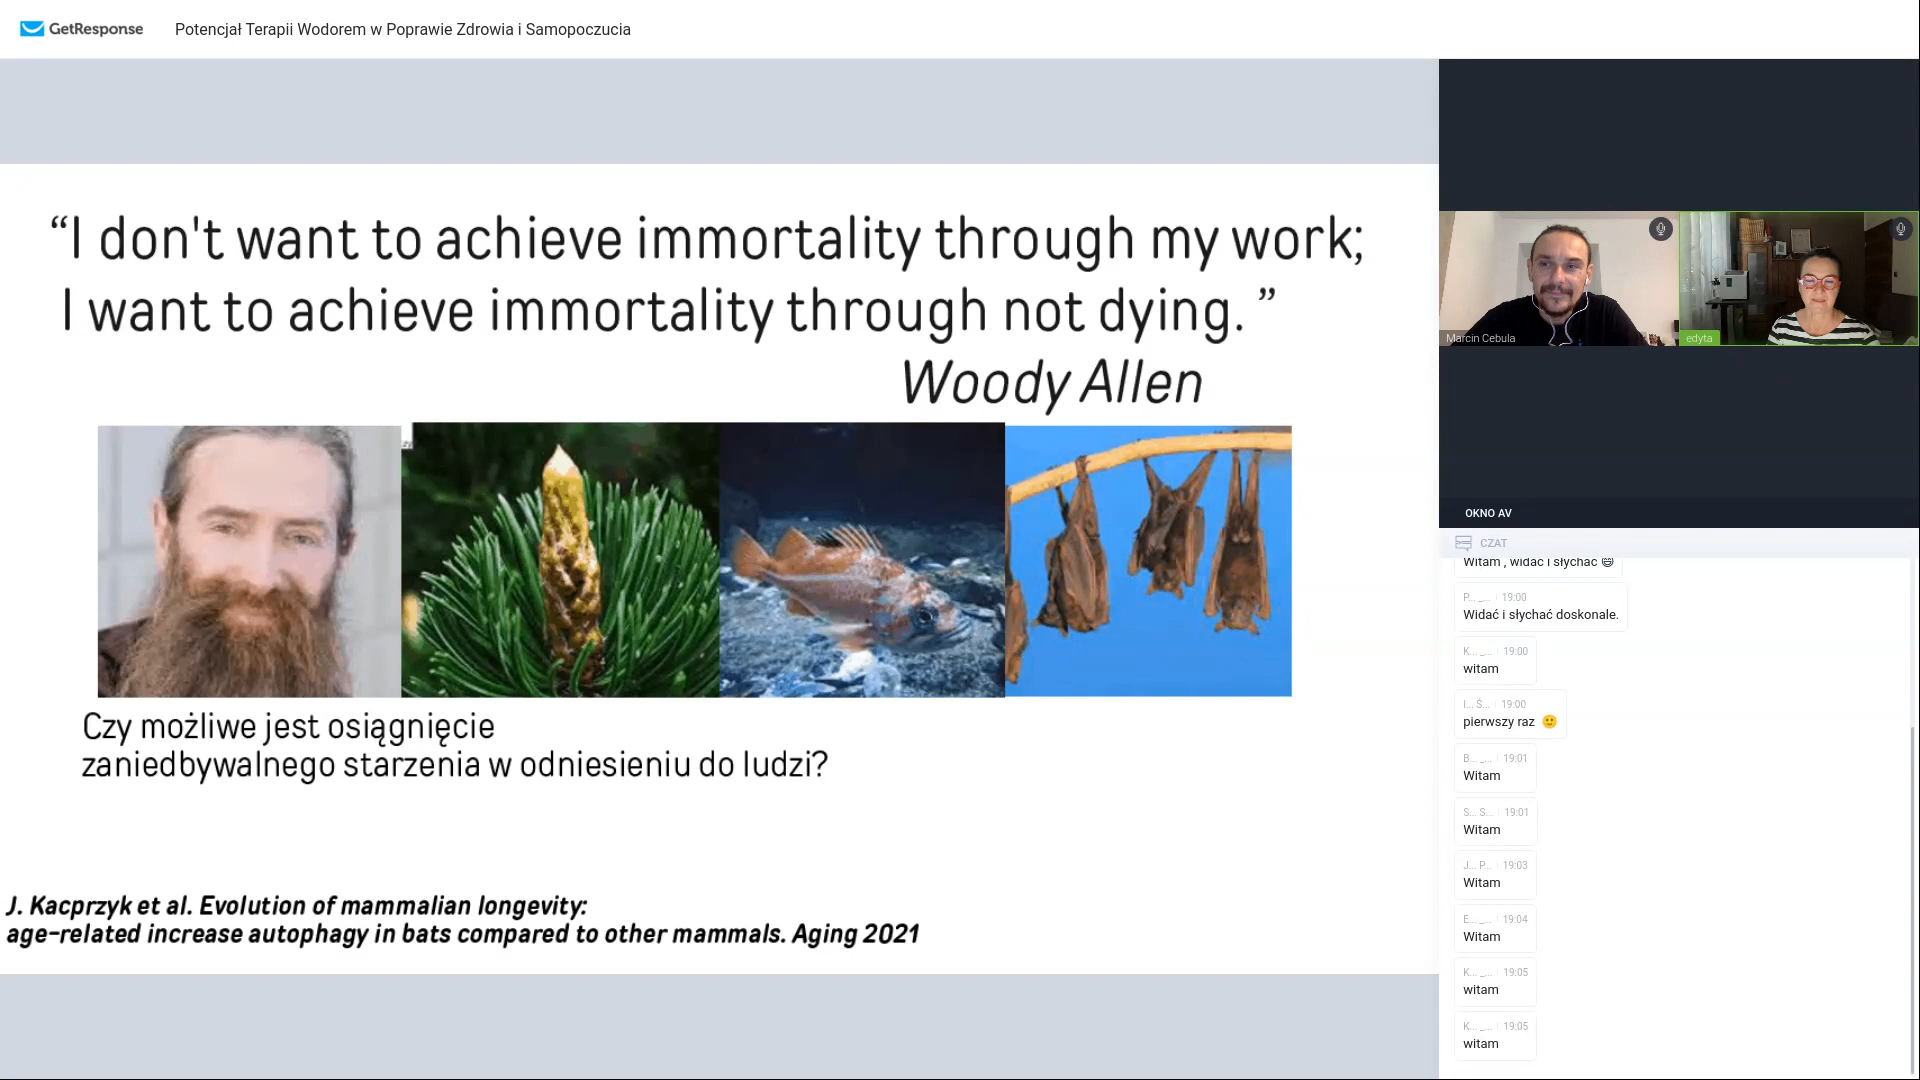 GetResponse
Potencjał Terapii Wodorem w Poprawie Zdrowia i Samopoczucia
“I don't want to achieve immortality through my work;
I want to achieve immortality through not dying. ”
Woody Allen
Czy możliwe jest osiągnięcie
zaniedbywalnego starzenia w odniesieniu do ludzi?
J. Kacprzyk et al. Evolution of mammalian longevity:
age-related increase autophagy in bats compared to other mammals. Aging 2021
Marcin Cebula
edyta
OKNO AV
CZAT
Witam , widać i słychać 😄
P... _... 19:00
Widać i słychać doskonale.
K... _... 19:00
witam
I... Ś... 19:00
pierwszy raz 🙂
B... _... 19:01
Witam
S... S... 19:01
Witam
J... P... 19:03
Witam
E... _... 19:04
Witam
K... _... 19:05
witam
K... _... 19:05
witam